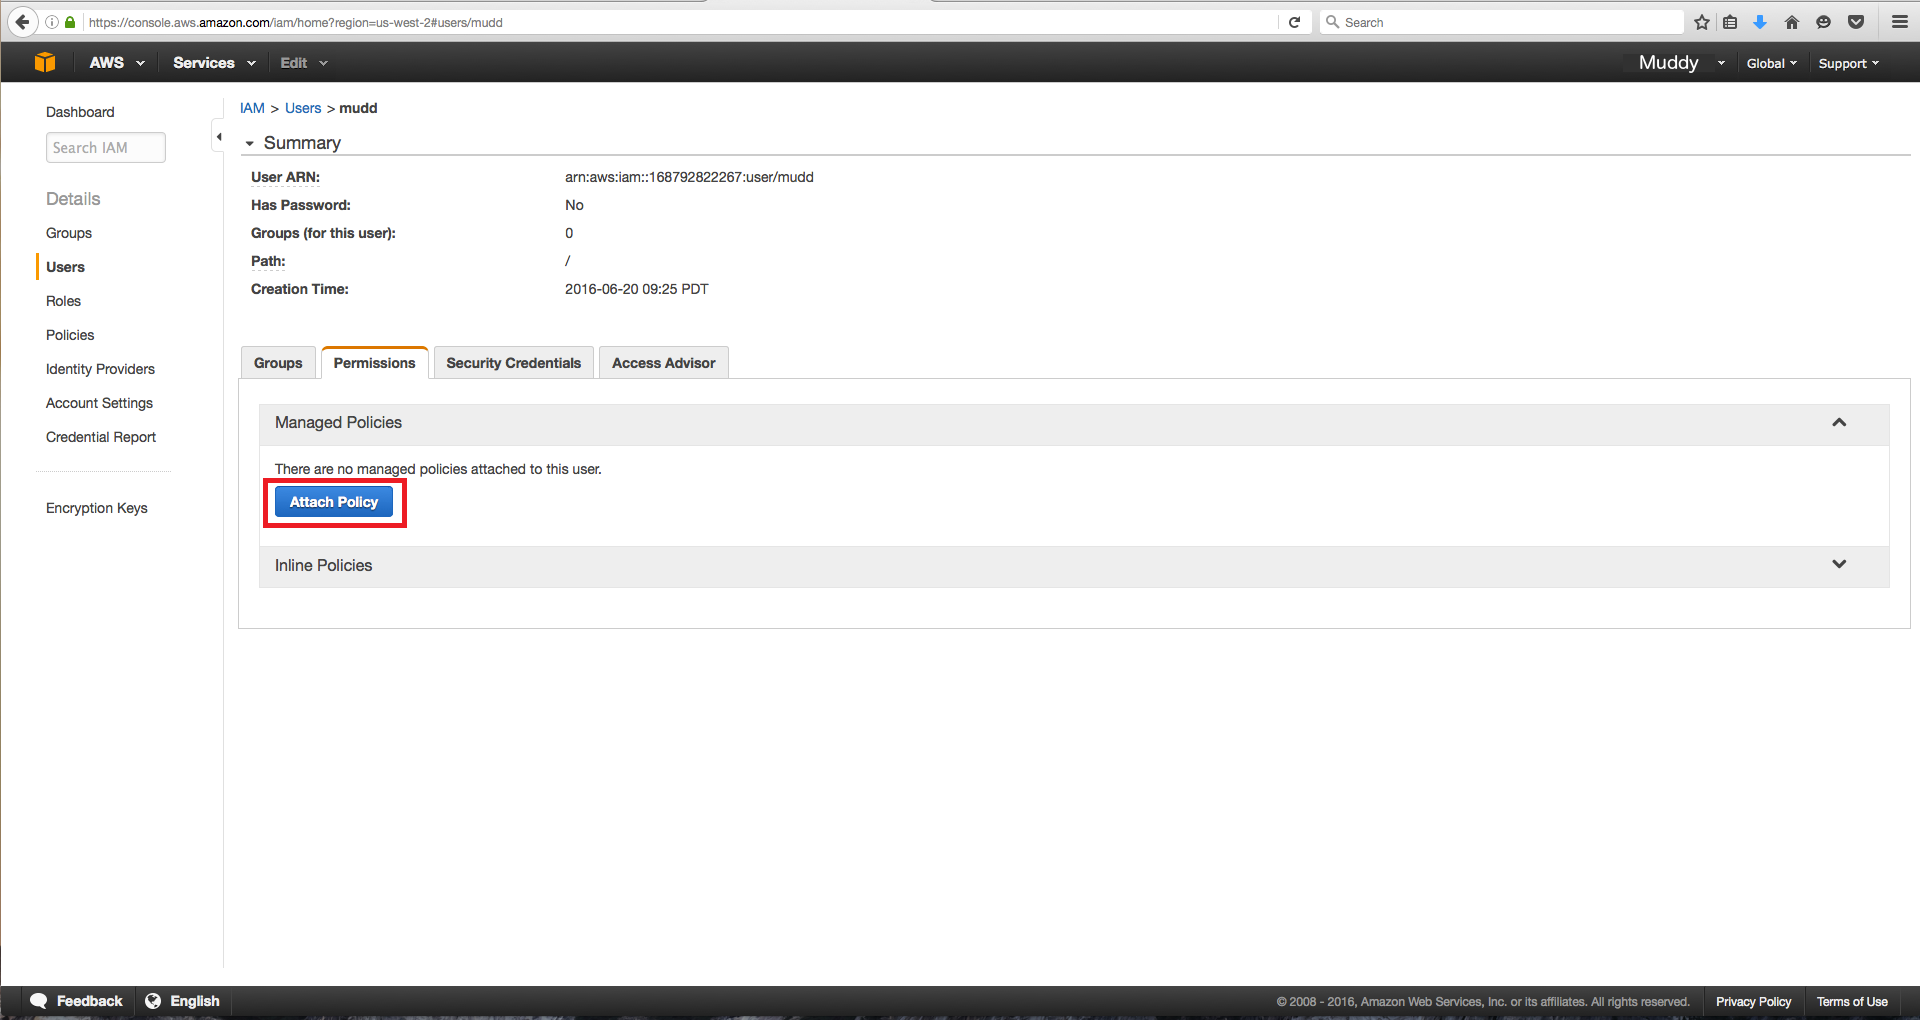 https://console.aws.amazon.com/iam/home?region=us-west-2#users/mudd
Search
AWS Services Edit Muddy Global Support
Dashboard
Search IAM
Details
Groups
Users
Roles
Policies
Identity Providers
Account Settings
Credential Report
Encryption Keys
IAM > Users > mudd
Summary
User ARN: arn:aws:iam::168792822267:user/mudd
Has Password: No
Groups (for this user): 0
Path: /
Creation Time: 2016-06-20 09:25 PDT
Groups Permissions Security Credentials Access Advisor
Managed Policies
There are no managed policies attached to this user.
Attach Policy
Inline Policies
Feedback English © 2008 - 2016, Amazon Web Services, Inc. or its affiliates. All rights reserved. Privacy Policy Terms of Use